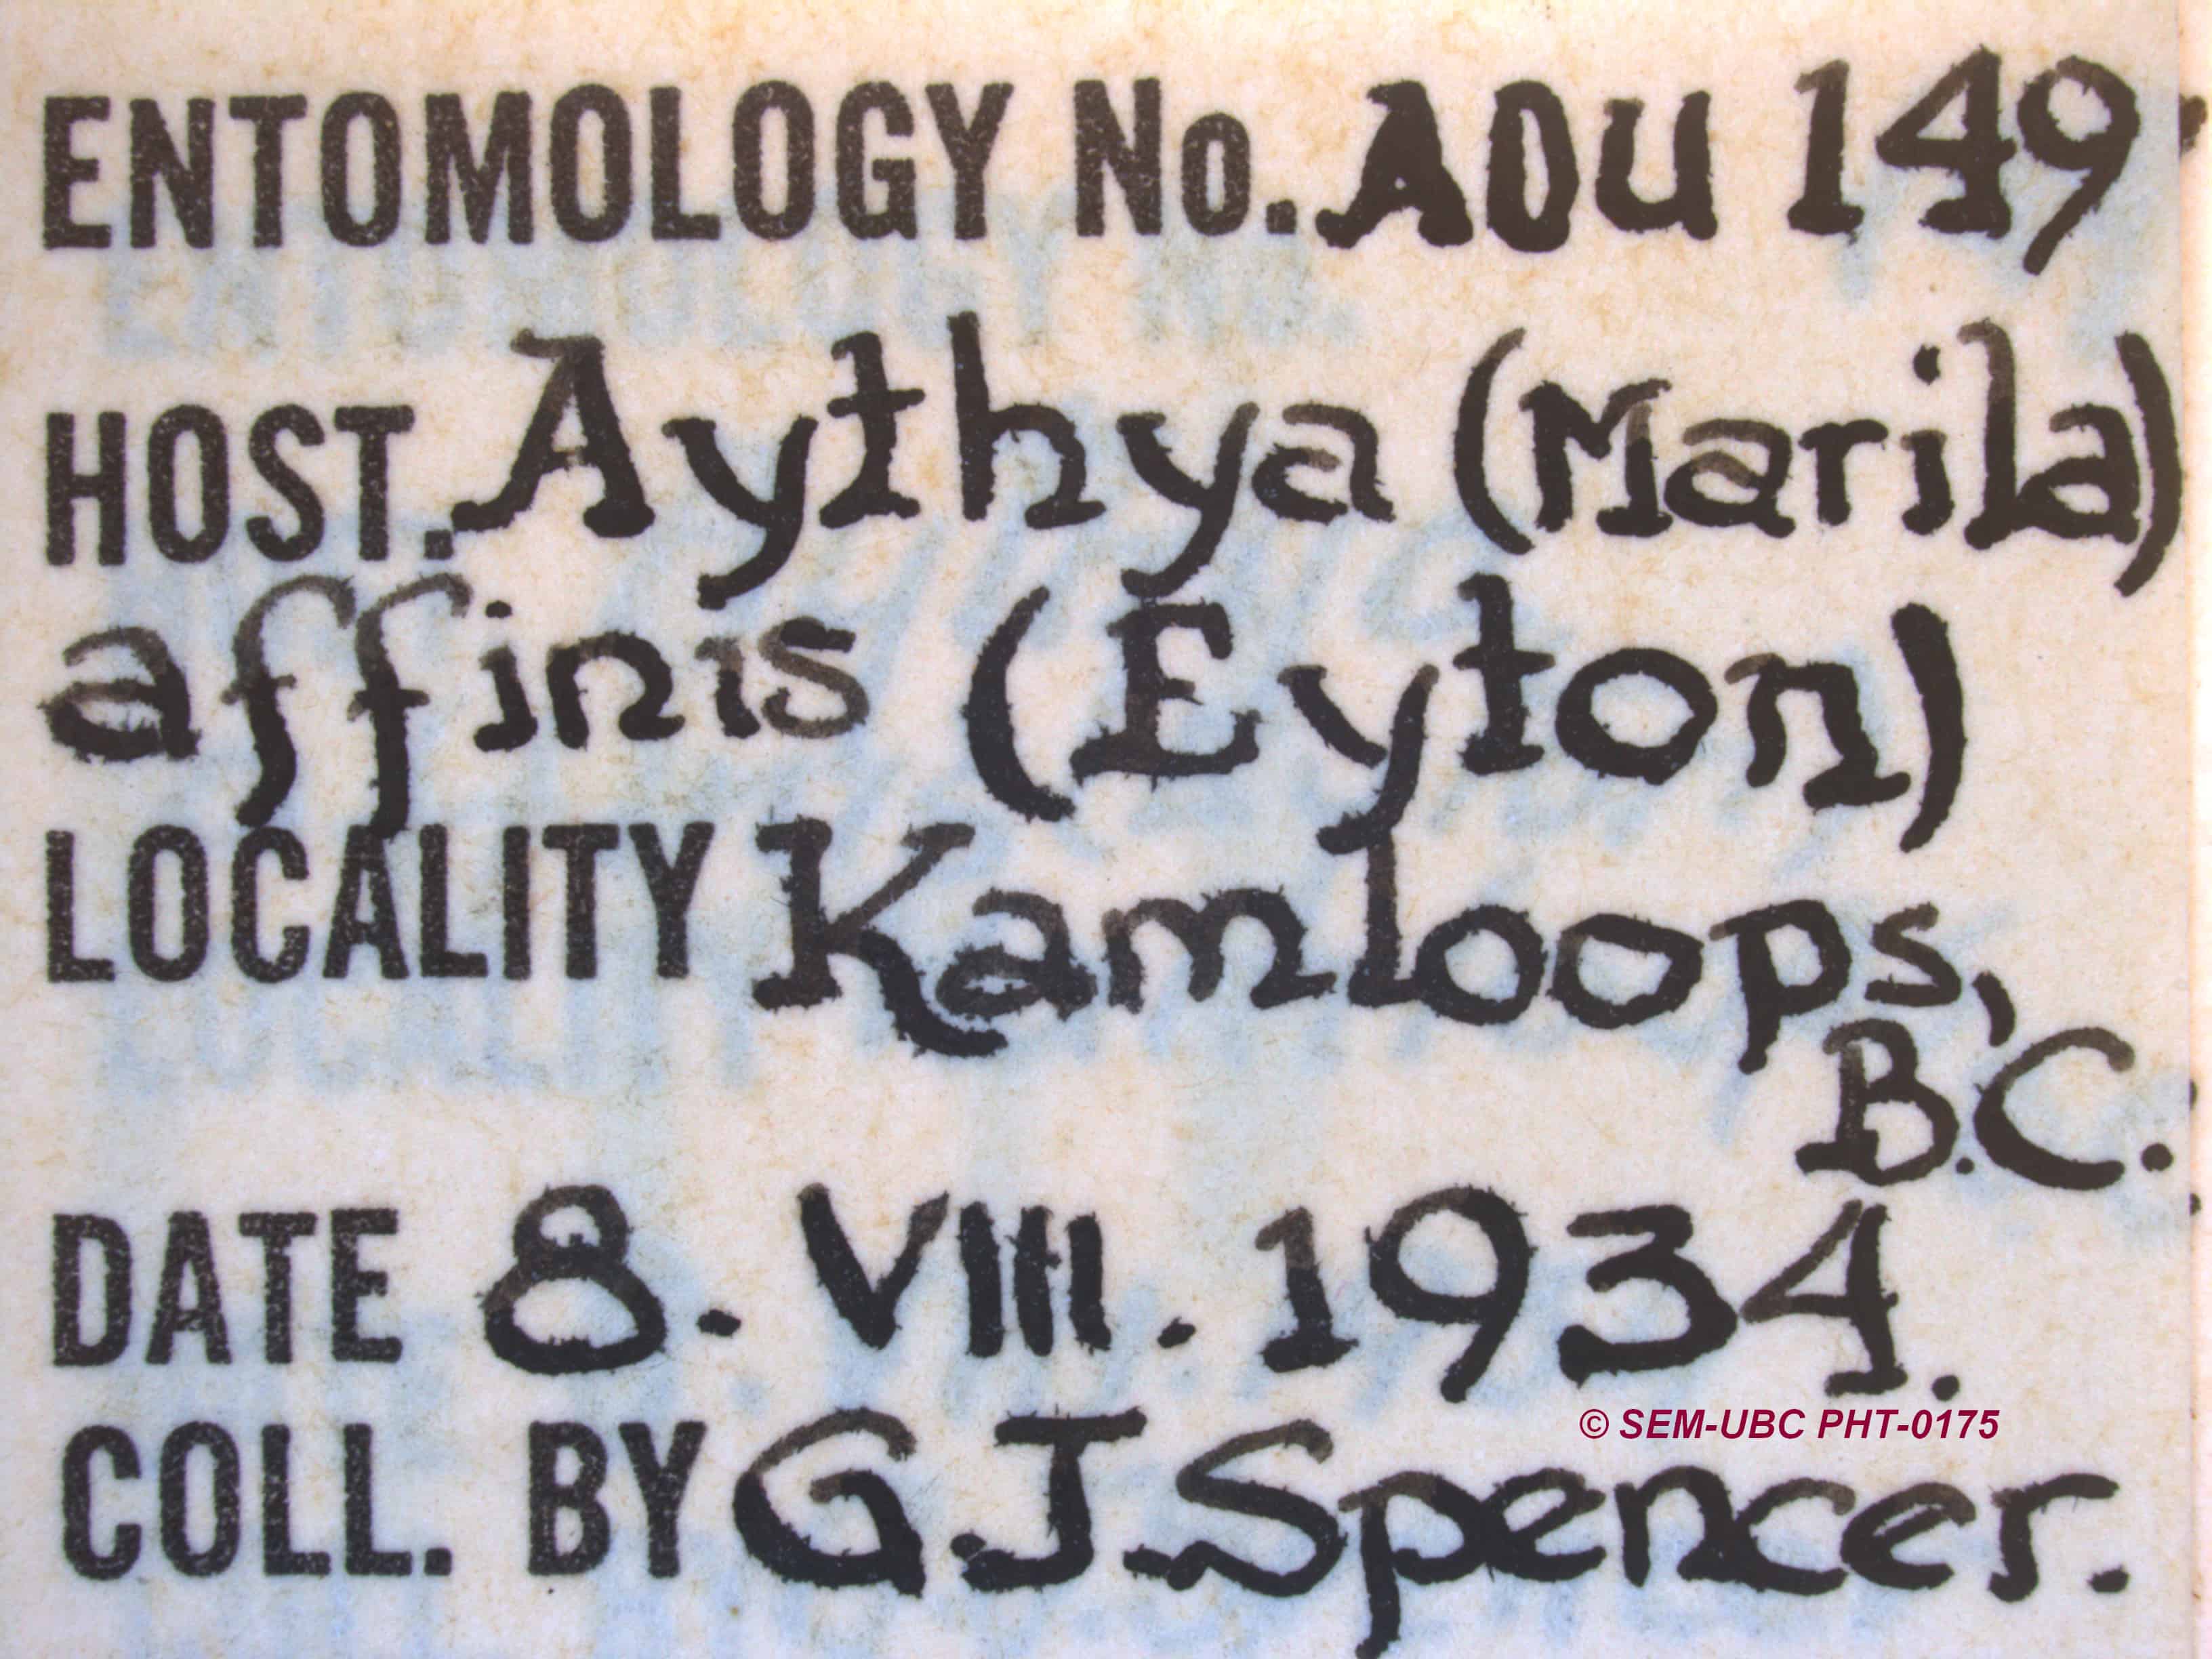 ENTOMOLOGY No. AOU 149
HOST. Aythya (Marila)
affinis (Eyton)
LOCALITY Kamloops,
B.C.
DATE 8. VIII. 1934.
© SEM-UBC PHT-0175
COLL. BY G.J. Spencer.